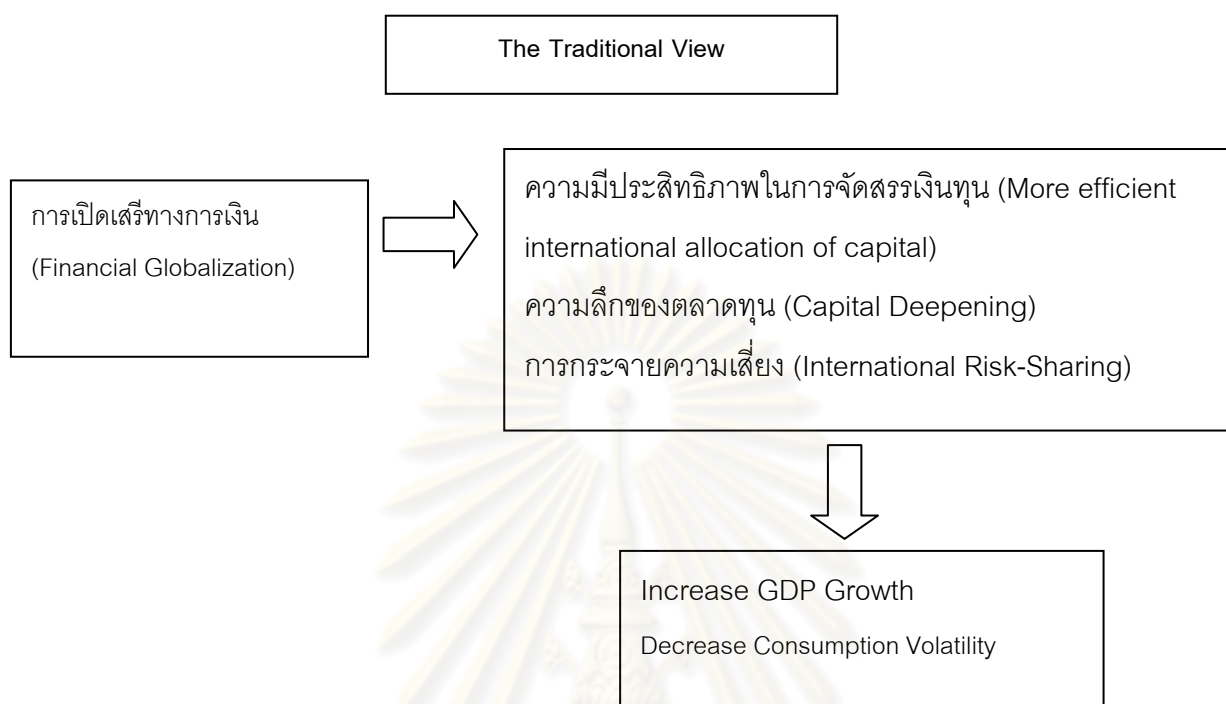 The Traditional View
การเปิดเสรีทางการเงิน
(Financial Globalization)
ความมีประสิทธิภาพในการจัดสรรเงินทุน (More efficient
international allocation of capital)
ความลึกของตลาดทุน (Capital Deepening)
การกระจายความเสี่ยง (International Risk-Sharing)
Increase GDP Growth
Decrease Consumption Volatility